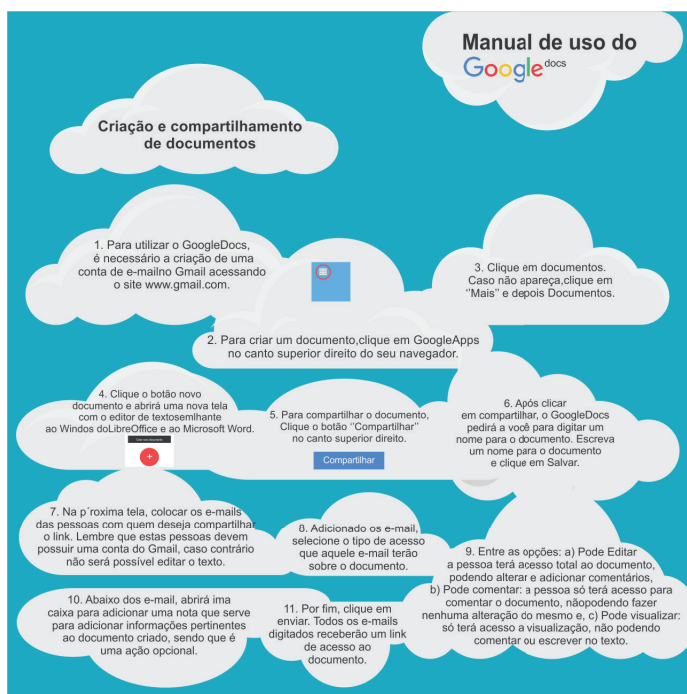 Manual de uso do
Google docs
Criação e compartilhamento
de documentos
1. Para utilizar o GoogleDocs,
é necessário a criação de uma
conta de e-mailno Gmail acessando
o site www.gmail.com.
2. Para criar um documento,clique em GoogleApps
no canto superior direito do seu navegador.
3. Clique em documentos.
Caso não apareça,clique em
"Mais" e depois Documentos.
4. Clique o botão novo
documento e abrirá uma nova tela
com o editor de textosemlhante
ao Windos doLibreOffice e ao Microsoft Word.
+
5. Para compartilhar o documento,
Clique o botão "Compartilhar"
no canto superior direito.
Compartilhar
6. Após clicar
em compartilhar, o GoogleDocs
pedirá a você para digitar um
nome para o documento. Escreva
um nome para o documento
e clique em Salvar.
7. Na p´roxima tela, colocar os e-mails
das pessoas com quem deseja compartilhar
o link. Lembre que estas pessoas devem
possuir uma conta do Gmail, caso contrário
não será possível editar o texto.
8. Adicionado os e-mail,
selecione o tipo de acesso
que aquele e-mail terão
sobre o documento.
9. Entre as opções: a) Pode Editar
a pessoa terá acesso total ao documento,
podendo alterar e adicionar comentários,
b) Pode comentar: a pessoa só terá acesso para
comentar o documento, nãopodendo fazer
nenhuma alteração do mesmo e, c) Pode visualizar:
só terá acesso a visualização, não podendo
comentar ou escrever no texto.
10. Abaixo dos e-mail, abrirá ima
caixa para adicionar uma nota que serve
para adicionar informações pertinentes
ao documento criado, sendo que é
uma ação opcional.
11. Por fim, clique em
enviar. Todos os e-mails
digitados receberão um link
de acesso ao
documento.